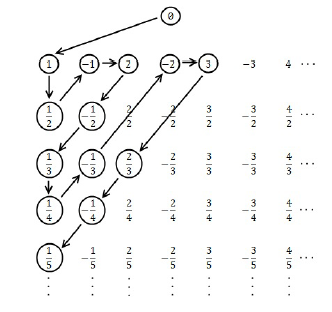 0
1 −1 2 −2 3 −3 4 ⋯
1/2 −1/2 2/2 −2/2 3/2 −3/2 4/2 ⋯
1/3 −1/3 2/3 −2/3 3/3 −3/3 4/3 ⋯
1/4 −1/4 2/4 −2/4 3/4 −3/4 4/4 ⋯
1/5 −1/5 2/5 −2/5 3/5 −3/5 4/5 ⋯
⋮ ⋮ ⋮ ⋮ ⋮ ⋮ ⋮